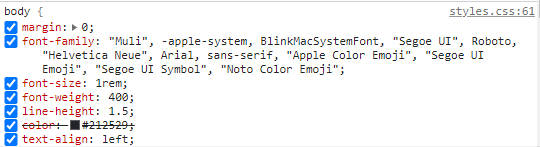 body { styles.css:61
margin: 0;
font-family: "Muli", -apple-system, BlinkMacSystemFont, "Segoe UI", Roboto,
"Helvetica Neue", Arial, sans-serif, "Apple Color Emoji", "Segoe UI
Emoji", "Segoe UI Symbol", "Noto Color Emoji";
font-size: 1rem;
font-weight: 400;
line-height: 1.5;
color: #212529;
text-align: left;